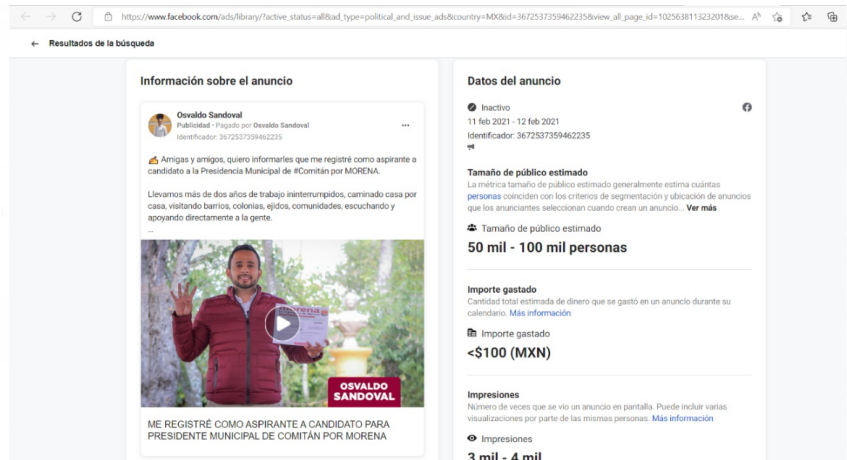 https://www.facebook.com/ads/library/?active_status=all&ad_type=political_and_issue_ads&country=MX&id=3672537359462235&view_all_page_id=102563811323201&se...
Resultados de la búsqueda
Información sobre el anuncio
Osvaldo Sandoval
Publicidad · Pagado por Osvaldo Sandoval
Identificador: 3672537359462235
✍ Amigas y amigos, quiero informarles que me registré como aspirante a
candidato a la Presidencia Municipal de #Comitán por MORENA.
Llevamos más de dos años de trabajo ininterrumpidos, caminado casa por
casa, visitando barrios, colonias, ejidos, comunidades, escuchando y
apoyando directamente a la gente.
...
morena
OSVALDO
SANDOVAL
ME REGISTRÉ COMO ASPIRANTE A CANDIDATO PARA
PRESIDENTE MUNICIPAL DE COMITÁN POR MORENA
Datos del anuncio
Inactivo
11 feb 2021 - 12 feb 2021
Identificador: 3672537359462235
Tamaño de público estimado
La métrica tamaño de público estimado generalmente estima cuántas
personas coinciden con los criterios de segmentación y ubicación de anuncios
que los anunciantes seleccionan cuando crean un anuncio... Ver más
Tamaño de público estimado
50 mil - 100 mil personas
Importe gastado
Cantidad total estimada de dinero que se gastó en un anuncio durante su
calendario. Más información
Importe gastado
<$100 (MXN)
Impresiones
Número de veces que se vio un anuncio en pantalla. Puede incluir varias
visualizaciones por parte de las mismas personas. Más información
Impresiones
3 mil - 4 mil